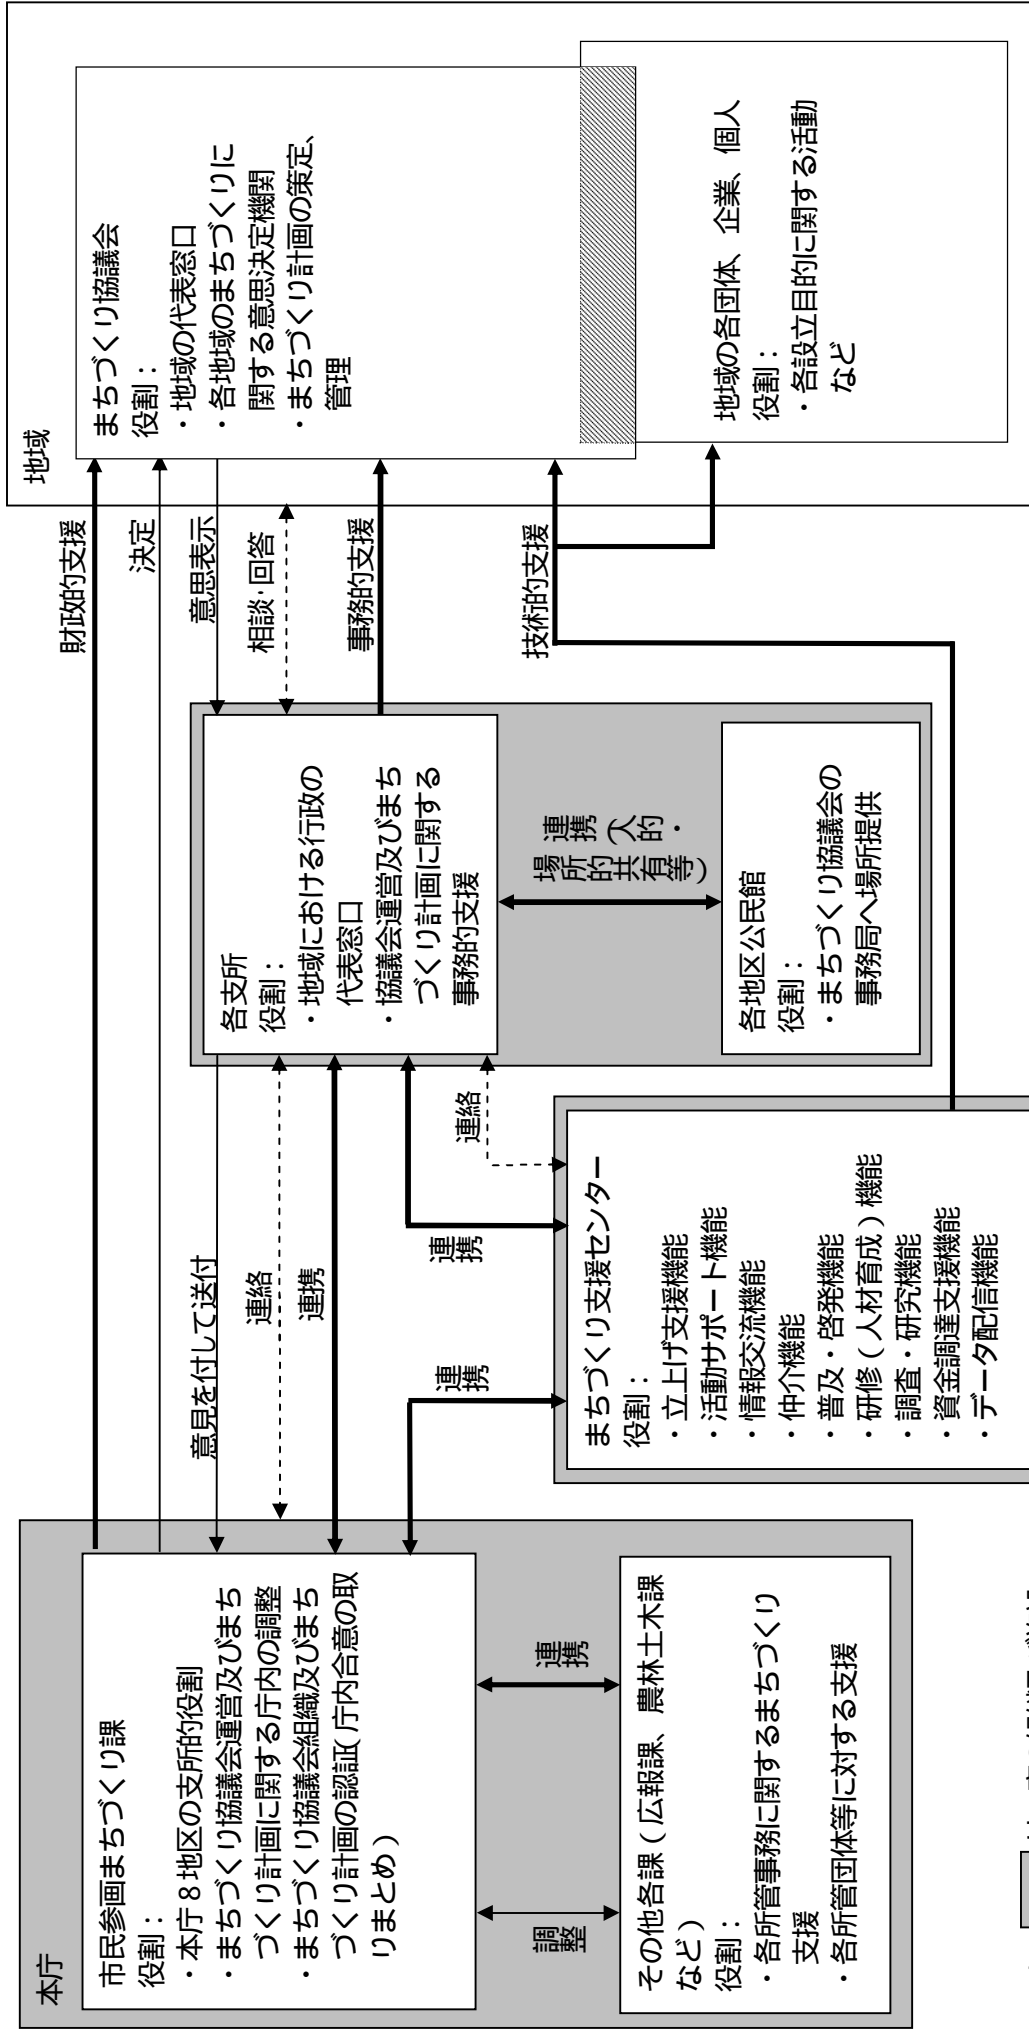 本庁
市民参画まちづくり課
役割：
・本庁８地区の支所的役割
・まちづくり協議会運営及びまち
づくり計画に関する庁内の調整
・まちづくり協議会組織及びまち
づくり計画の認証（庁内合意の取
りまとめ）
調整
連携
その他各課（広報課、農林土木課
など）
役割：
・各所管事務に関するまちづくり
支援
・各所管団体等に対する支援
意見を付して送付
連絡
連携
連携
連携
連絡
まちづくり支援センター
役割：
・立上げ支援機能
・活動サポート機能
・情報交流機能
・仲介機能
・普及・啓発機能
・研修（人材育成）機能
・調査・研究機能
・資金調達支援機能
・データ配信機能
各支所
役割：
・地域における行政の
代表窓口
・協議会運営及びまち
づくり計画に関する
事務的支援
連携（人的・
場所的共有等）
各地区公民館
役割：
・まちづくり協議会の
事務局へ場所提供
財政的支援
決定
意思表示
相談・回答
事務的支援
技術的支援
地域
まちづくり協議会
役割：
・地域の代表窓口
・各地域のまちづくりに
関する意思決定機関
・まちづくり計画の策定、
管理
地域の各団体、企業、個人
役割：
・各設立目的に関する活動
など